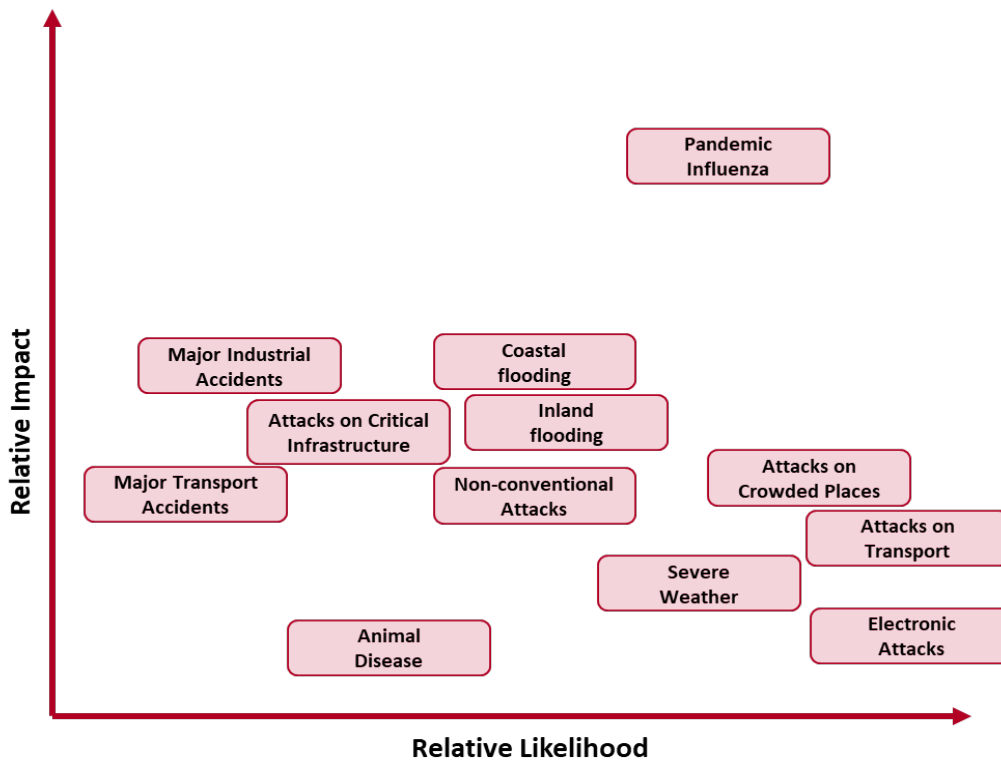 Pandemic
Influenza
Major Industrial
Accidents
Coastal
flooding
Attacks on Critical
Infrastructure
Inland
flooding
Major Transport
Accidents
Non-conventional
Attacks
Attacks on
Crowded Places
Attacks on
Transport
Severe
Weather
Electronic
Attacks
Animal
Disease
Relative Impact
Relative Likelihood